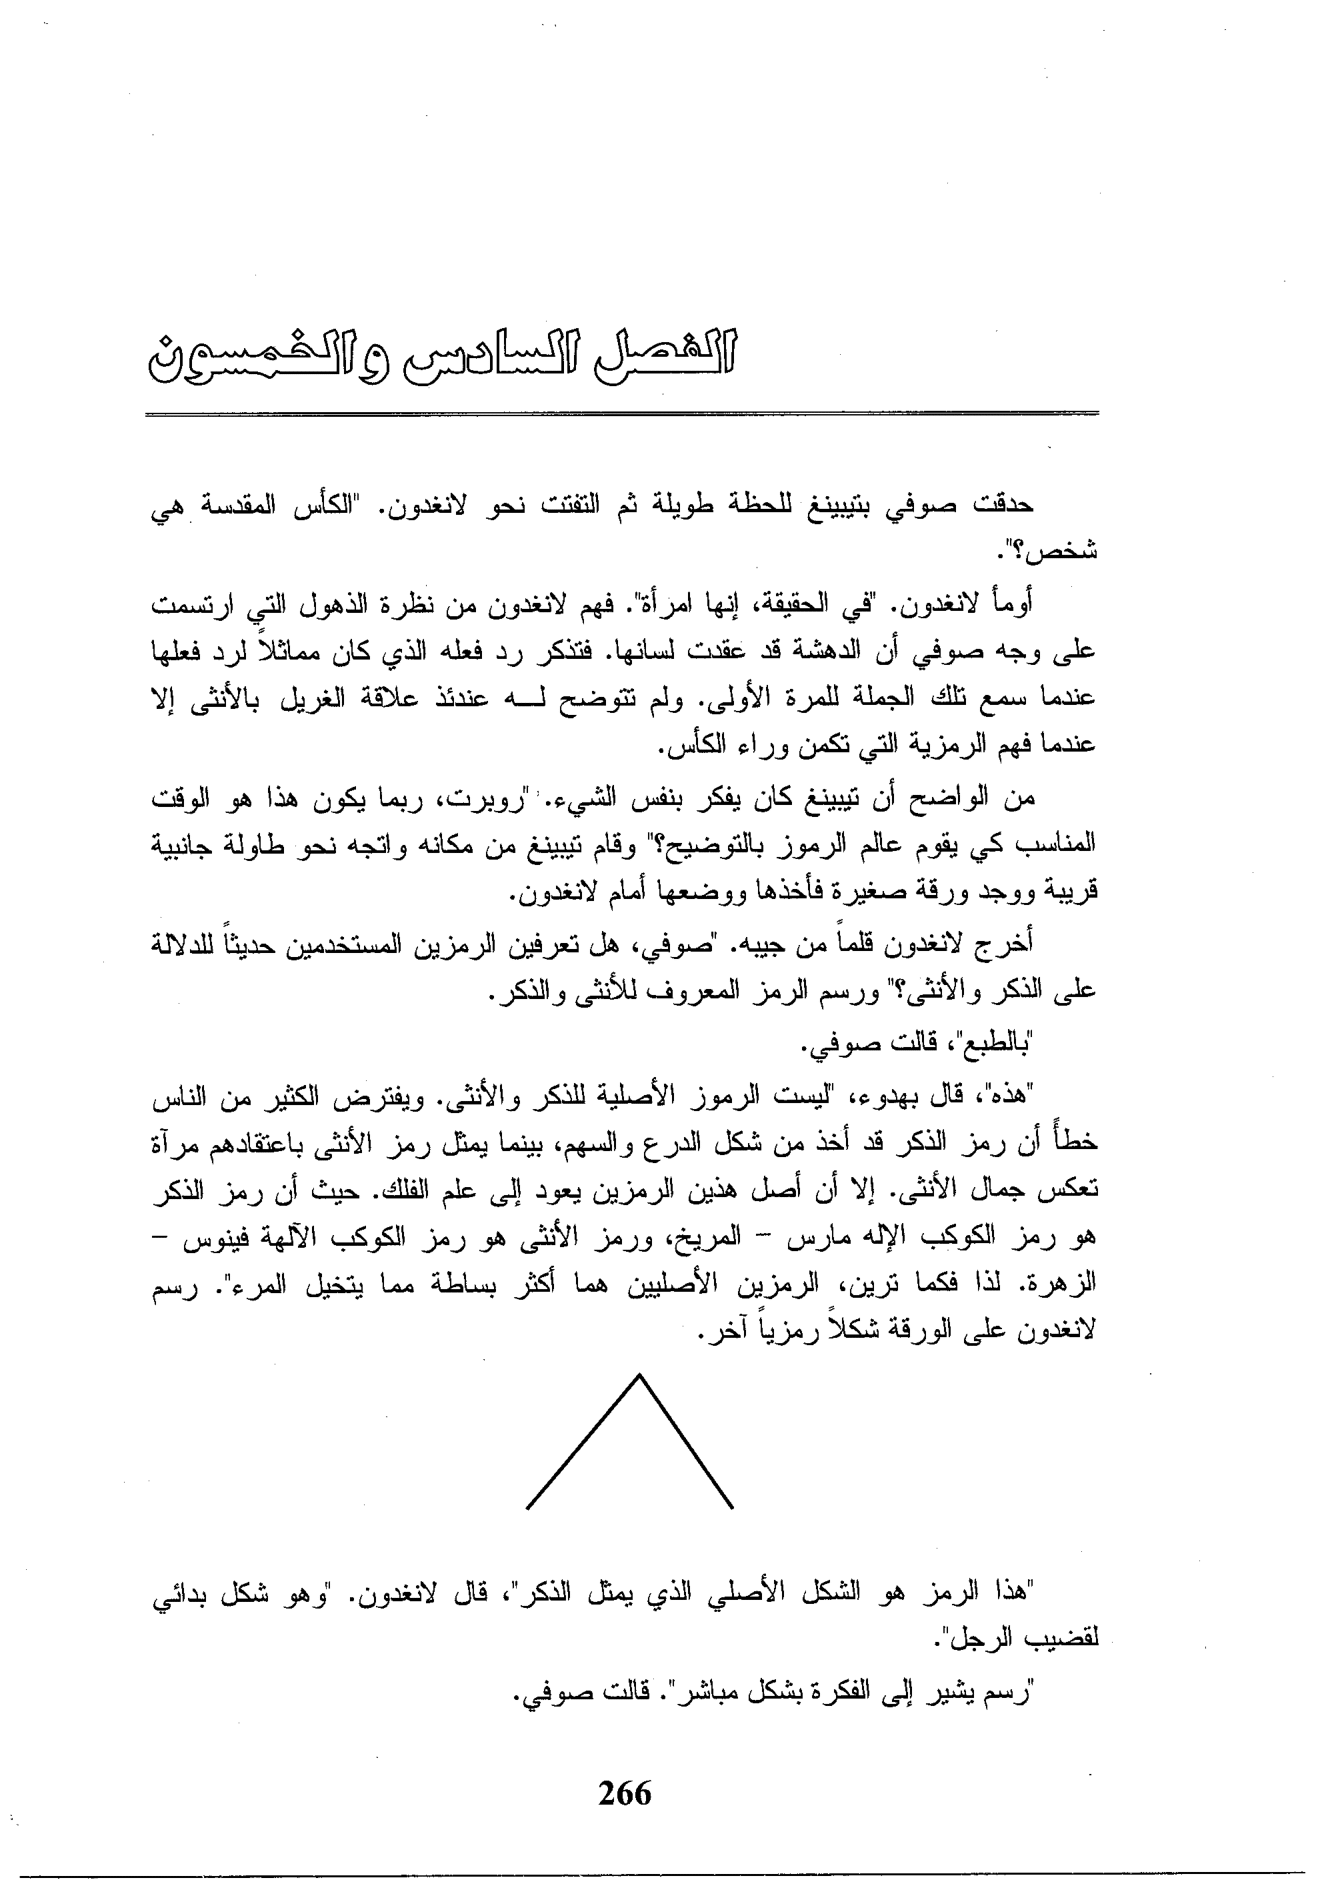 الفصل السادس والخمسون
حدقت صوفي بتيبينغ للحظة طويلة ثم التفتت نحو لانغدون. "الكأس المقدسة هي
شخص؟".
أومأ لانغدون. "في الحقيقة، إنها امرأة". فهم لانغدون من نظرة الذهول التي ارتسمت
على وجه صوفي أن الدهشة قد عقدت لسانها. فتذكر رد فعله الذي كان مماثلاً لرد فعلها
عندما سمع تلك الجملة للمرة الأولى. ولم تتوضح لـــه عندئذ علاقة الغريل بالأنثى إلا
عندما فهم الرمزية التي تكمن وراء الكأس.
من الواضح أن تيبينغ كان يفكر بنفس الشيء. "روبرت، ربما يكون هذا هو الوقت
المناسب كي يقوم عالم الرموز بالتوضيح؟" وقام تيبينغ من مكانه واتجه نحو طاولة جانبية
قريبة ووجد ورقة صغيرة فأخذها ووضعها أمام لانغدون.
أخرج لانغدون قلماً من جيبه. "صوفي، هل تعرفين الرمزين المستخدمين حديثاً للدلالة
على الذكر والأنثى؟" ورسم الرمز المعروف للأنثى والذكر.
"بالطبع"، قالت صوفي.
"هذه"، قال بهدوء، "ليست الرموز الأصلية للذكر والأنثى. ويفترض الكثير من الناس
خطأً أن رمز الذكر قد أخذ من شكل الدرع والسهم، بينما يمثل رمز الأنثى باعتقادهم مرآة
تعكس جمال الأنثى. إلا أن أصل هذين الرمزين يعود إلى علم الفلك. حيث أن رمز الذكر
هو رمز الكوكب الإله مارس – المريخ، ورمز الأنثى هو رمز الكوكب الآلهة فينوس –
الزهرة. لذا فكما ترين، الرمزين الأصليين هما أكثر بساطة مما يتخيل المرء". رسم
لانغدون على الورقة شكلاً رمزياً آخر.
"هذا الرمز هو الشكل الأصلي الذي يمثل الذكر"، قال لانغدون. "وهو شكل بدائي
لقضيب الرجل".
"رسم يشير إلى الفكرة بشكل مباشر". قالت صوفي.
266